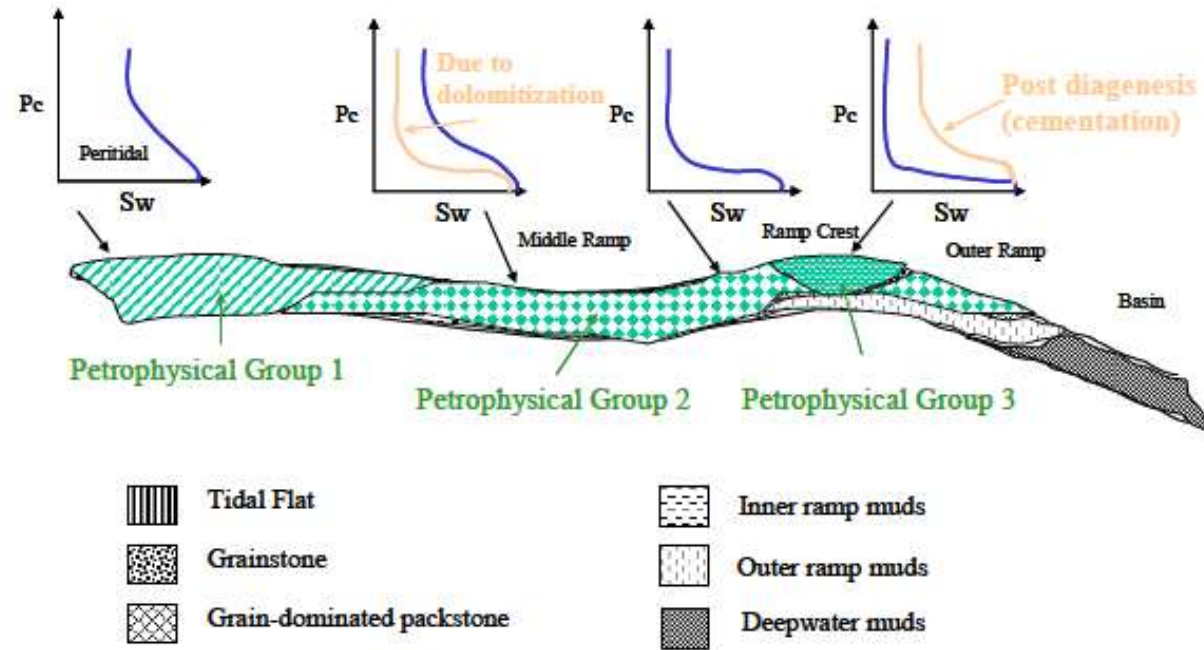 Pc
Peritidal
Sw
Due to
dolomitization
Sw
Pc
Sw
Pc
Post diagenesis
(cementation)
Sw
Middle Ramp
Ramp Crest
Outer Ramp
Basin
Petrophysical Group 1
Petrophysical Group 2
Petrophysical Group 3
Tidal Flat
Grainstone
Grain-dominated packstone
Inner ramp muds
Outer ramp muds
Deepwater muds